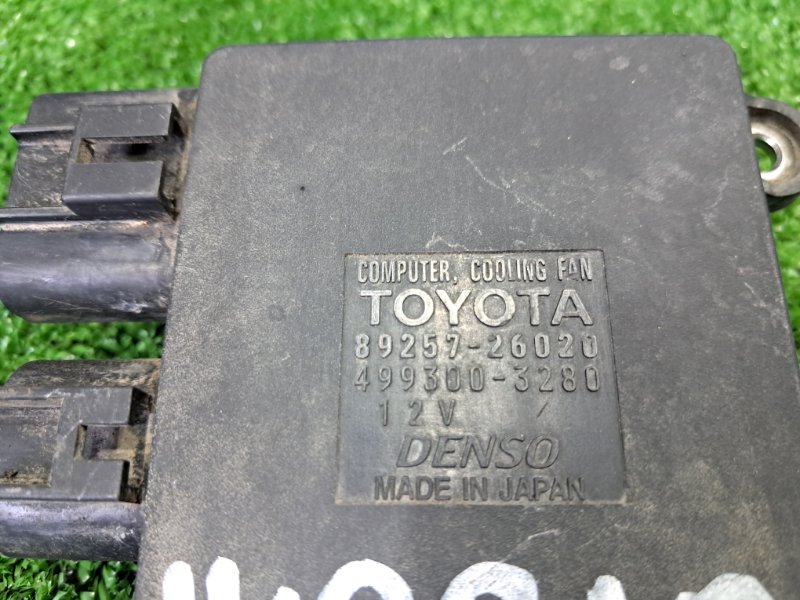 COMPUTER, COOLING FAN
TOYOTA
89257-26020
499300-3280
12V
DENSO
MADE IN JAPAN